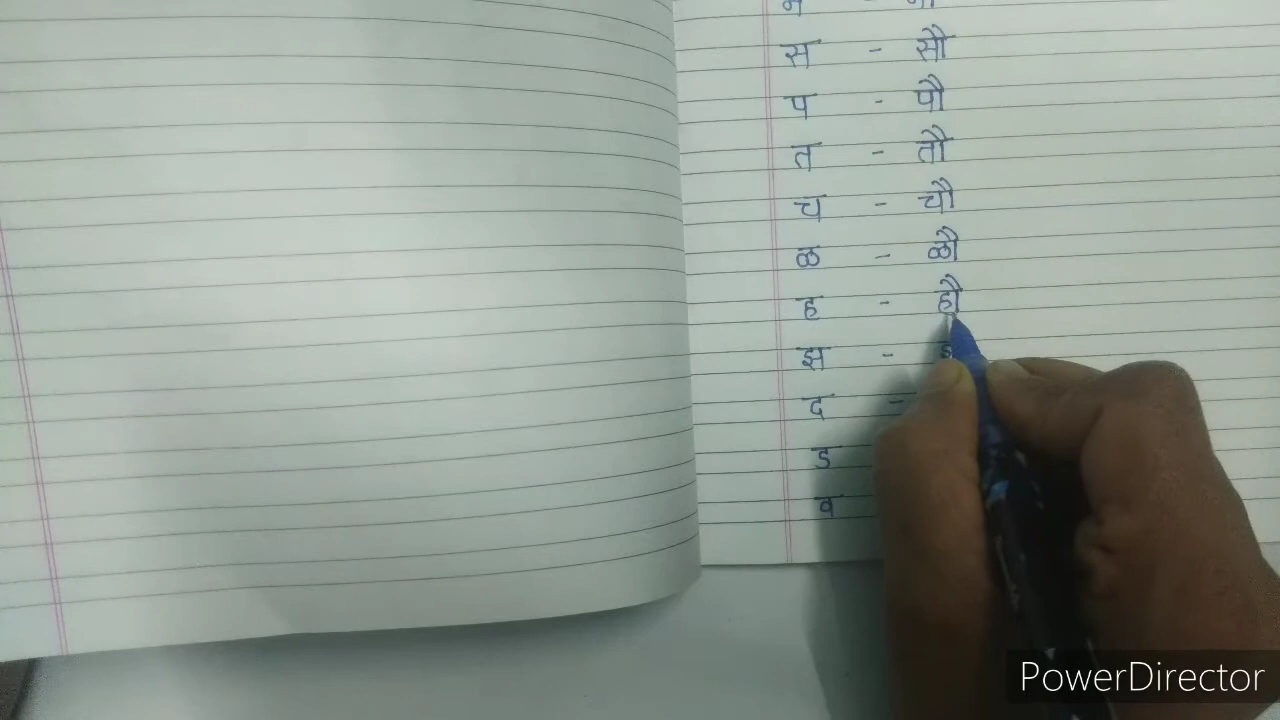 स - सौ
प - पौ
त - तौ
च - चौ
ळ - ळौ
ह - हौ
झ -
द -
ड
व
PowerDirector